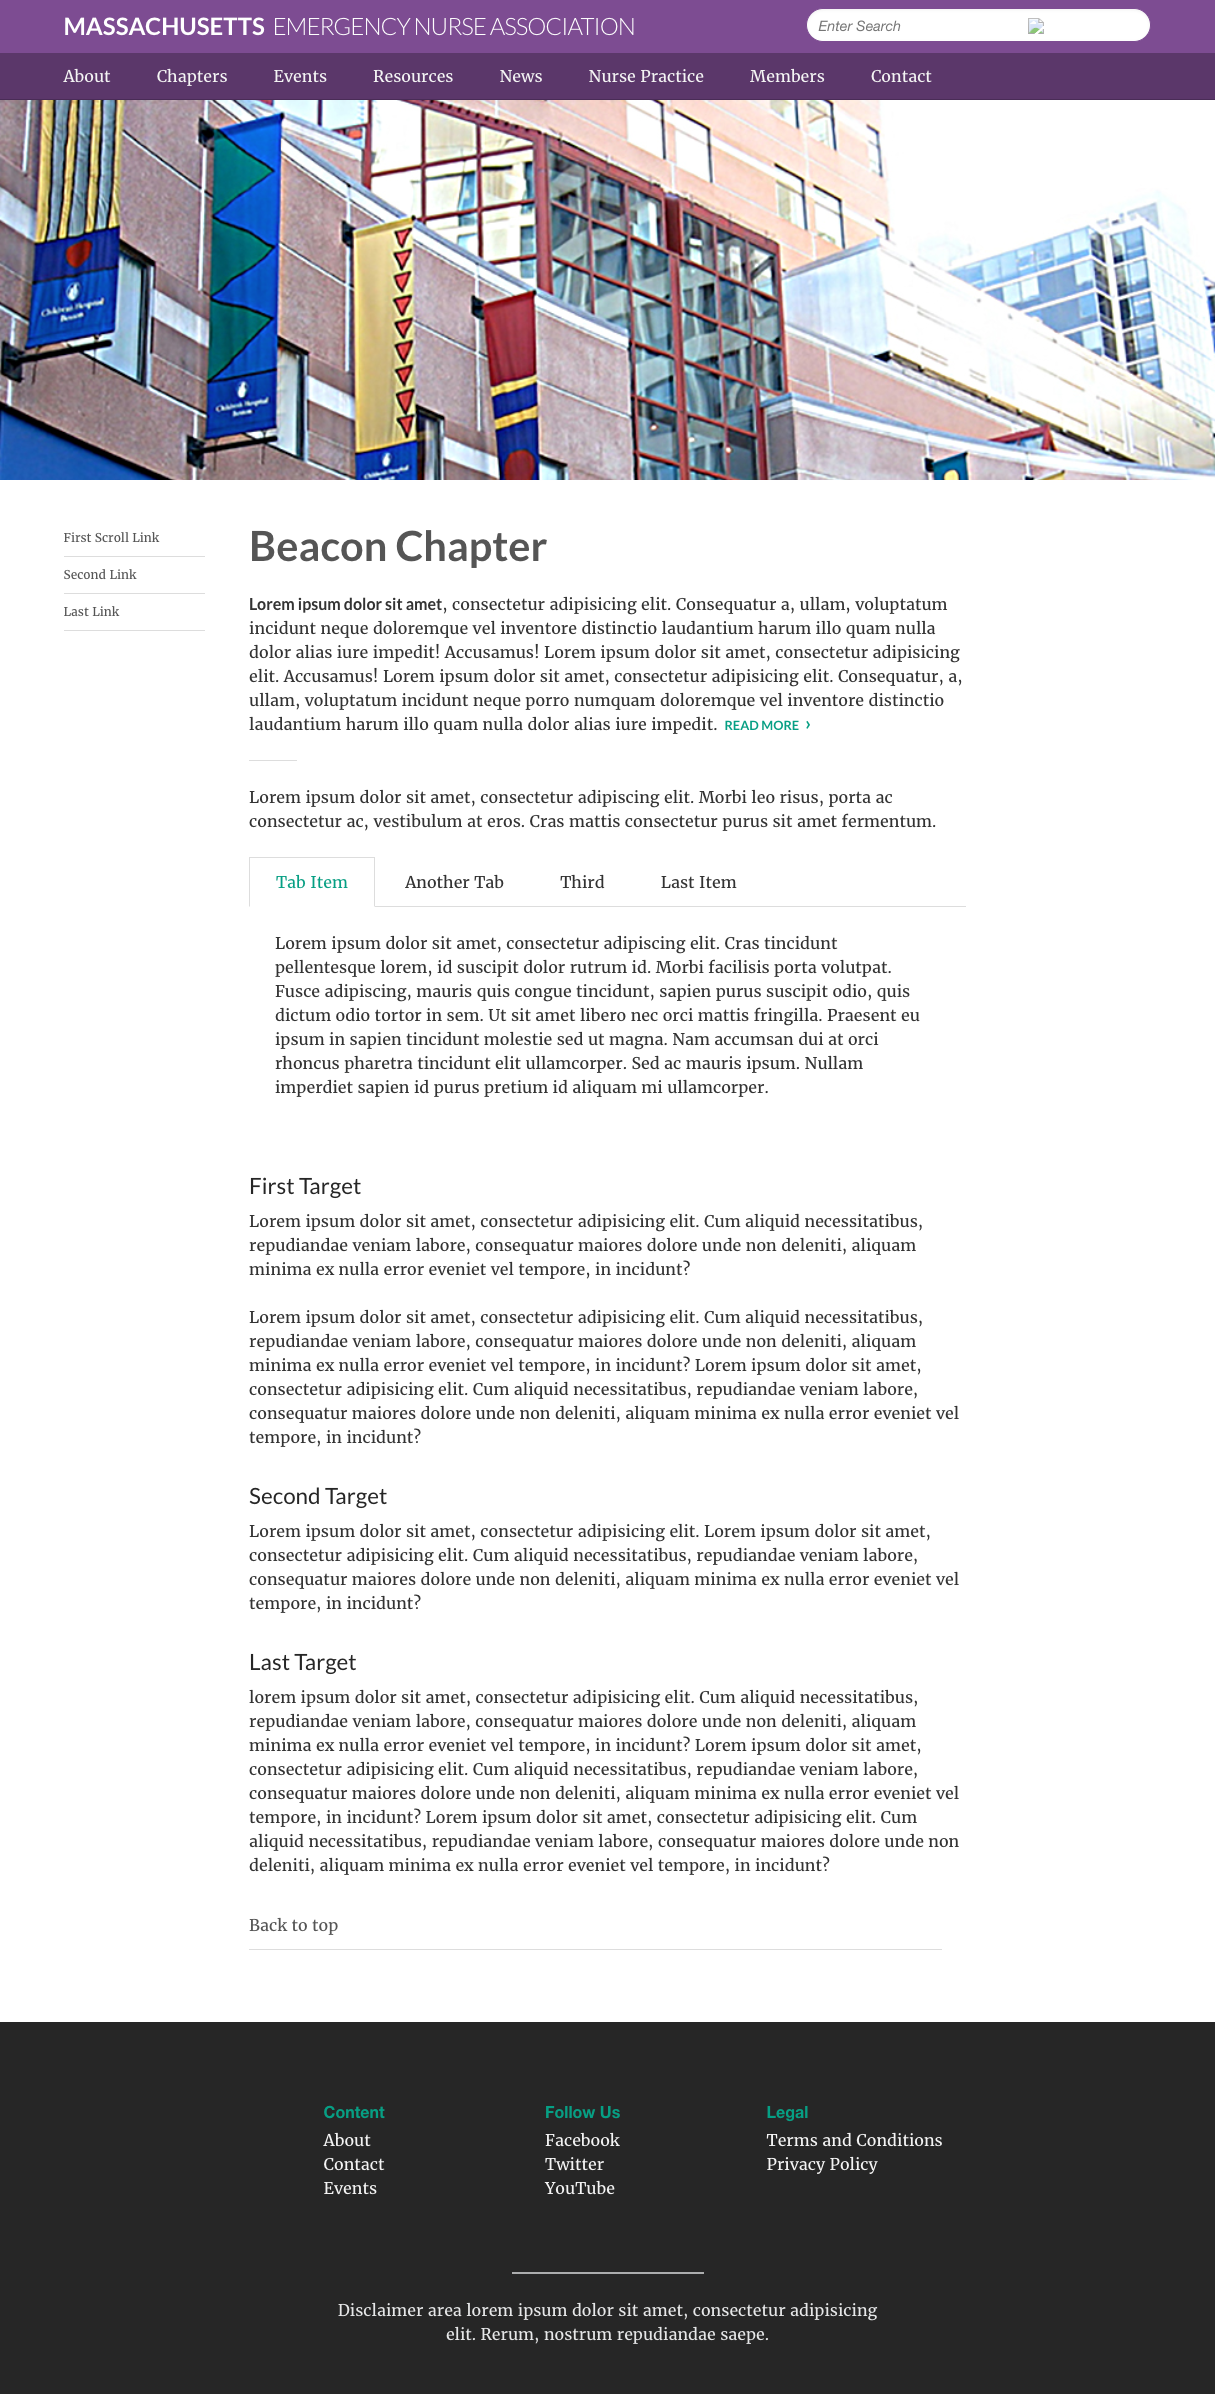 MASSACHUSETTS EMERGENCY NURSE ASSOCIATION
Enter Search
About Chapters Events Resources News Nurse Practice Members Contact
Children's Hospital
Boston
Children's Hospital
Boston
Children's Hospital
First Scroll Link
Second Link
Last Link
Beacon Chapter
Lorem ipsum dolor sit amet, consectetur adipisicing elit. Consequatur a, ullam, voluptatum
incidunt neque doloremque vel inventore distinctio laudantium harum illo quam nulla
dolor alias iure impedit! Accusamus! Lorem ipsum dolor sit amet, consectetur adipisicing
elit. Accusamus! Lorem ipsum dolor sit amet, consectetur adipisicing elit. Consequatur, a,
ullam, voluptatum incidunt neque porro numquam doloremque vel inventore distinctio
laudantium harum illo quam nulla dolor alias iure impedit. READ MORE ›
Lorem ipsum dolor sit amet, consectetur adipiscing elit. Morbi leo risus, porta ac
consectetur ac, vestibulum at eros. Cras mattis consectetur purus sit amet fermentum.
Tab Item Another Tab Third Last Item
Lorem ipsum dolor sit amet, consectetur adipiscing elit. Cras tincidunt
pellentesque lorem, id suscipit dolor rutrum id. Morbi facilisis porta volutpat.
Fusce adipiscing, mauris quis congue tincidunt, sapien purus suscipit odio, quis
dictum odio tortor in sem. Ut sit amet libero nec orci mattis fringilla. Praesent eu
ipsum in sapien tincidunt molestie sed ut magna. Nam accumsan dui at orci
rhoncus pharetra tincidunt elit ullamcorper. Sed ac mauris ipsum. Nullam
imperdiet sapien id purus pretium id aliquam mi ullamcorper.
First Target
Lorem ipsum dolor sit amet, consectetur adipisicing elit. Cum aliquid necessitatibus,
repudiandae veniam labore, consequatur maiores dolore unde non deleniti, aliquam
minima ex nulla error eveniet vel tempore, in incidunt?
Lorem ipsum dolor sit amet, consectetur adipisicing elit. Cum aliquid necessitatibus,
repudiandae veniam labore, consequatur maiores dolore unde non deleniti, aliquam
minima ex nulla error eveniet vel tempore, in incidunt? Lorem ipsum dolor sit amet,
consectetur adipisicing elit. Cum aliquid necessitatibus, repudiandae veniam labore,
consequatur maiores dolore unde non deleniti, aliquam minima ex nulla error eveniet vel
tempore, in incidunt?
Second Target
Lorem ipsum dolor sit amet, consectetur adipisicing elit. Lorem ipsum dolor sit amet,
consectetur adipisicing elit. Cum aliquid necessitatibus, repudiandae veniam labore,
consequatur maiores dolore unde non deleniti, aliquam minima ex nulla error eveniet vel
tempore, in incidunt?
Last Target
lorem ipsum dolor sit amet, consectetur adipisicing elit. Cum aliquid necessitatibus,
repudiandae veniam labore, consequatur maiores dolore unde non deleniti, aliquam
minima ex nulla error eveniet vel tempore, in incidunt? Lorem ipsum dolor sit amet,
consectetur adipisicing elit. Cum aliquid necessitatibus, repudiandae veniam labore,
consequatur maiores dolore unde non deleniti, aliquam minima ex nulla error eveniet vel
tempore, in incidunt? Lorem ipsum dolor sit amet, consectetur adipisicing elit. Cum
aliquid necessitatibus, repudiandae veniam labore, consequatur maiores dolore unde non
deleniti, aliquam minima ex nulla error eveniet vel tempore, in incidunt?
Back to top
Content
About
Contact
Events
Follow Us
Facebook
Twitter
YouTube
Legal
Terms and Conditions
Privacy Policy
Disclaimer area lorem ipsum dolor sit amet, consectetur adipisicing
elit. Rerum, nostrum repudiandae saepe.